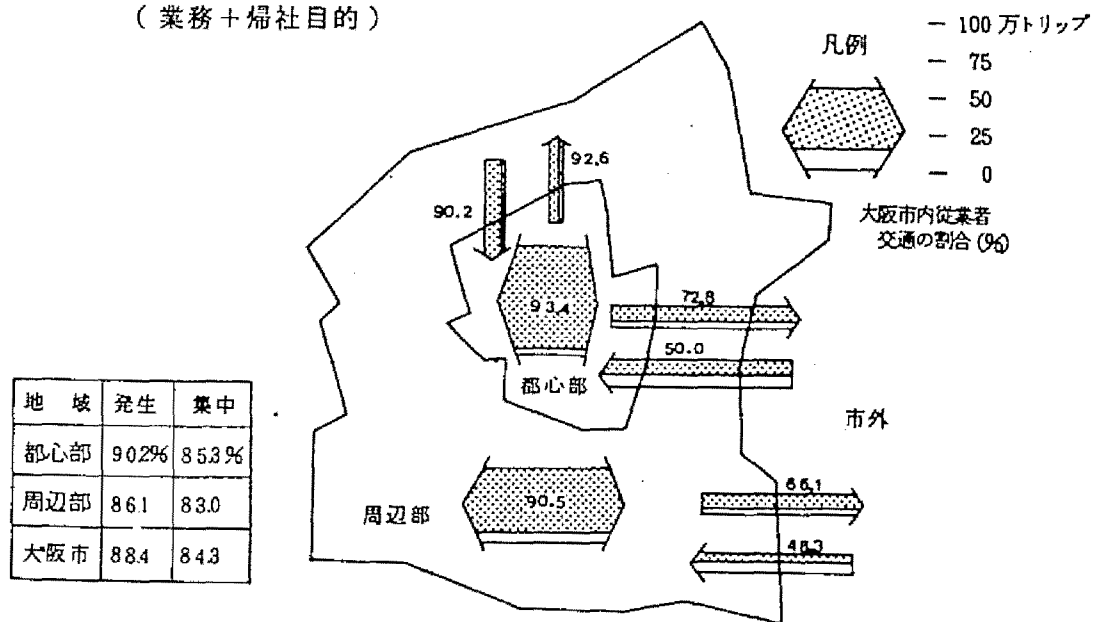 （業務＋帰社目的）
凡例
100 万トリップ
75
50
25
0
大阪市内従業者
交通の割合(%)
92.6
90.2
93.4
72.8
50.0
都心部
市外
地 域 発生 集中
都心部 90.2% 85.3%
周辺部 86.1 83.0
大阪市 88.4 84.3
周辺部
90.5
66.1
48.3